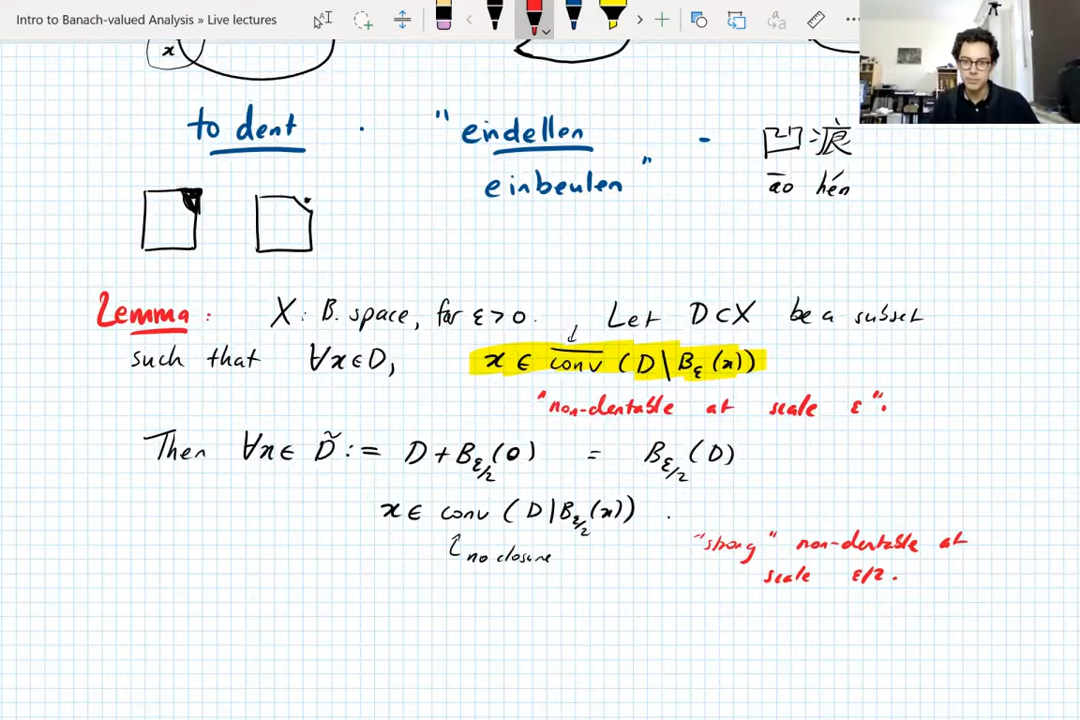 Intro to Banach-valued Analysis » Live lectures
x
to dent . "eindellen - 凹痕
einbeulen" āo hén
Lemma: X: B. space, for ε>0. Let D⊂X be a subset
such that ∀x∈D, x ∈ \overline{conv} (D \ B_ε(x))
"non-dentable at scale ε".
Then ∀x∈ D̃ := D + B_{ε/2}(0) = B_{ε/2}(D)
x ∈ conv (D \ B_{ε/2}(x)) .
no closure
"strong" non-dentable at
scale ε/2.